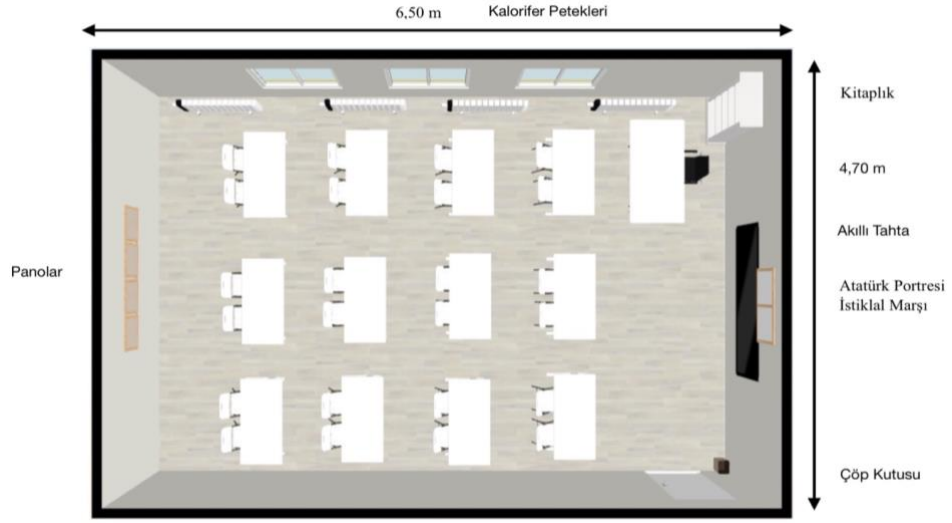 6,50 m
Kalorifer Petekleri
Kitaplık
4,70 m
Akıllı Tahta
Panolar
Atatürk Portresi
İstiklal Marşı
Çöp Kutusu